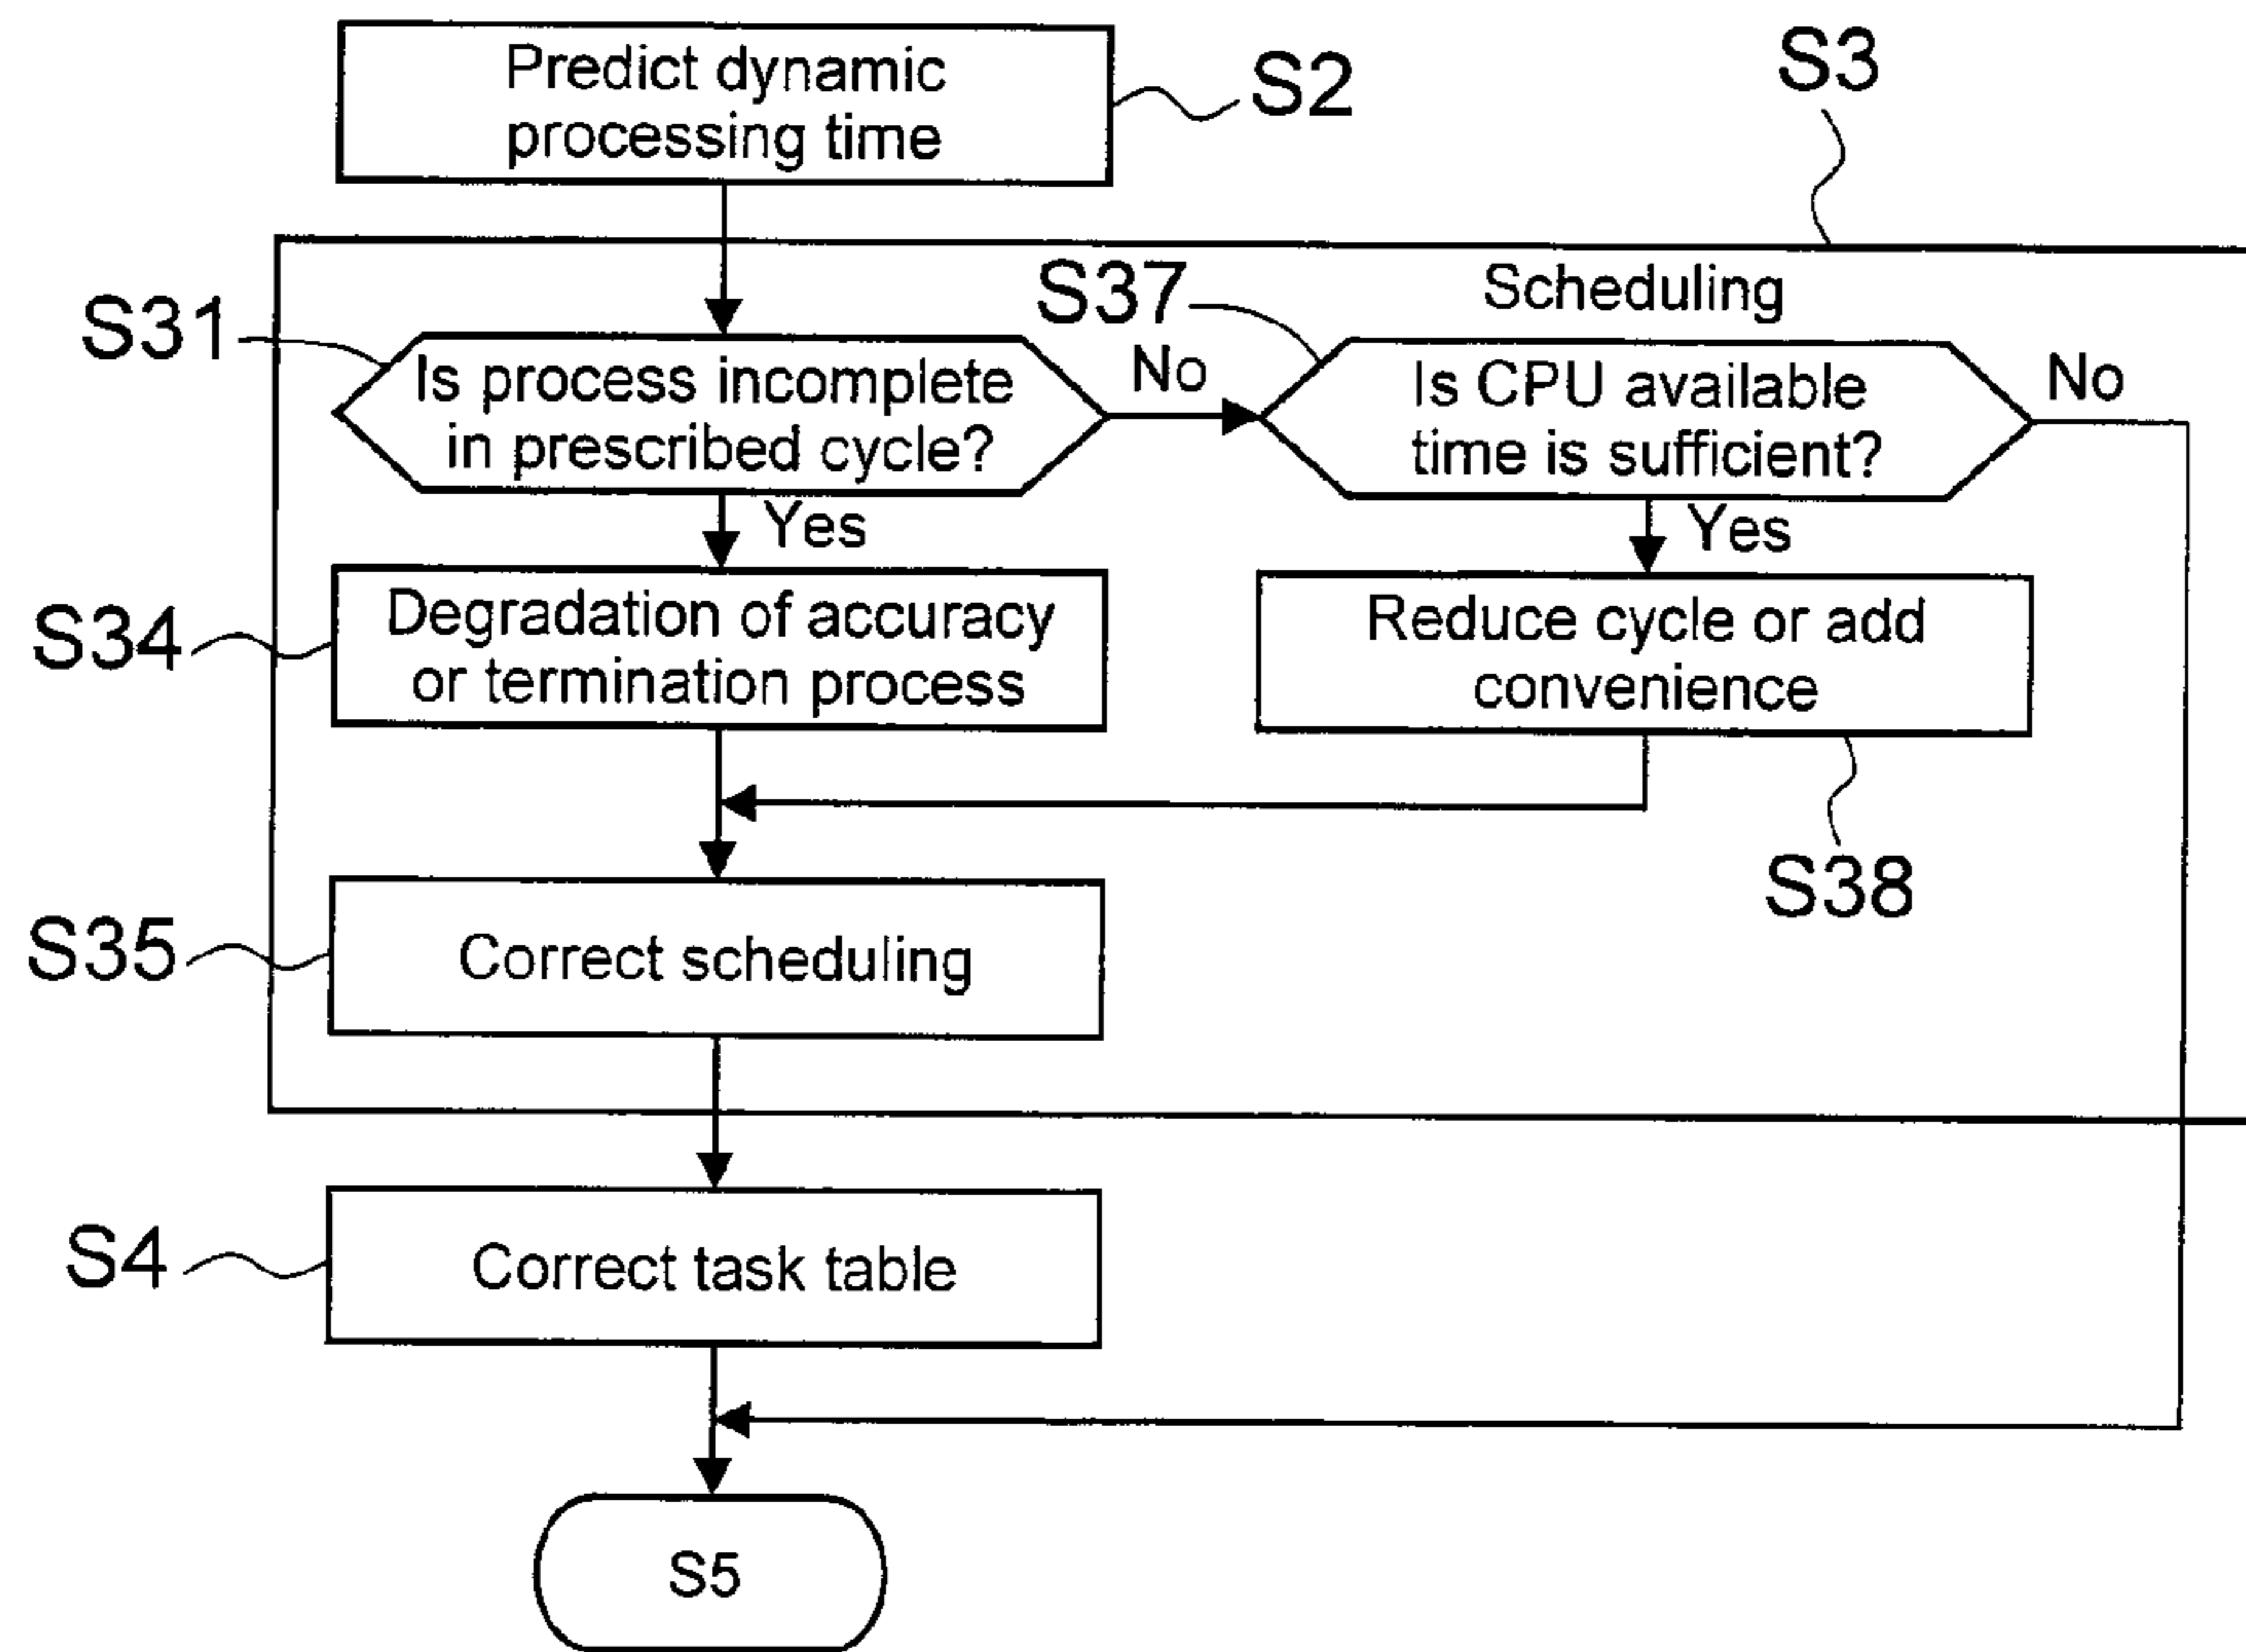 Predict dynamic
processing time
S2
S3
Scheduling
S37
S31
Is process incomplete
in prescribed cycle?
No
Is CPU available
time is sufficient?
No
Yes
Yes
S34
Degradation of accuracy
or termination process
Reduce cycle or add
convenience
S38
S35
Correct scheduling
S4
Correct task table
S5